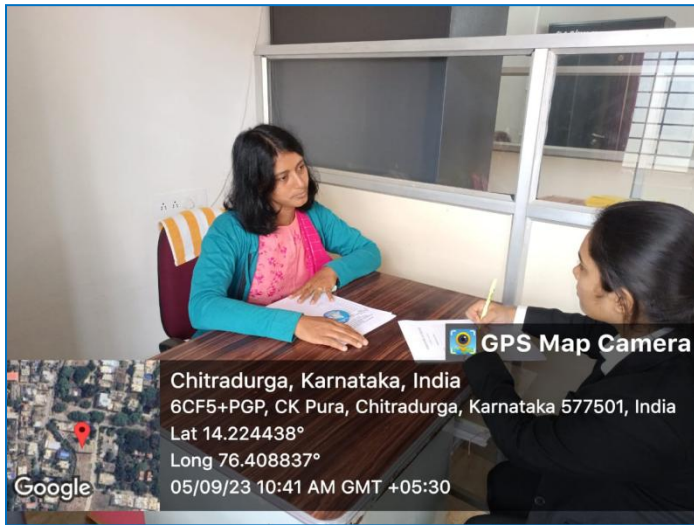 GPS Map Camera
Chitradurga, Karnataka, India
6CF5+PGP, CK Pura, Chitradurga, Karnataka 577501, India
Lat 14.224438°
Long 76.408837°
05/09/23 10:41 AM GMT +05:30
Google